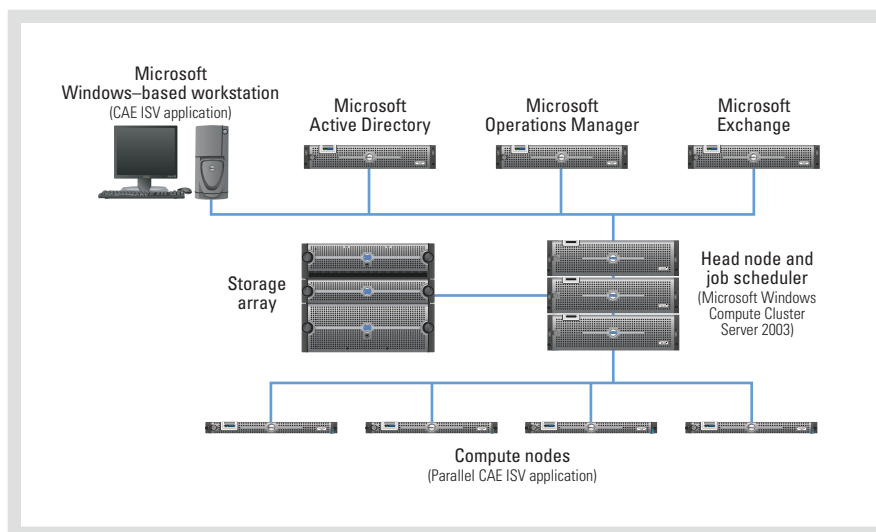 Microsoft
Windows–based workstation
(CAE ISV application)
Microsoft
Active Directory
Microsoft
Operations Manager
Microsoft
Exchange
Storage
array
Head node and
job scheduler
(Microsoft Windows
Compute Cluster
Server 2003)
Compute nodes
(Parallel CAE ISV application)